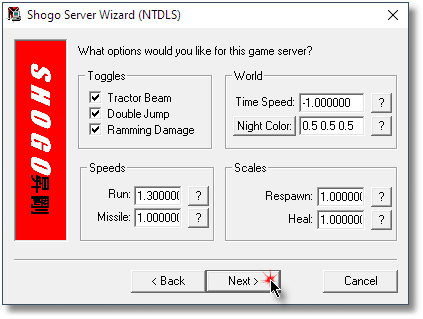 Shogo Server Wizard (NTDLS)
What options would you like for this game server?
SHOGO
Toggles
Tractor Beam
Double Jump
Ramming Damage
World
Time Speed: -1.000000 ?
Night Color: 0.5 0.5 0.5 ?
Speeds
Run: 1.300000 ?
Missile: 1.000000 ?
Scales
Respawn: 1.000000 ?
Heal: 1.000000 ?
< Back
Next >
Cancel